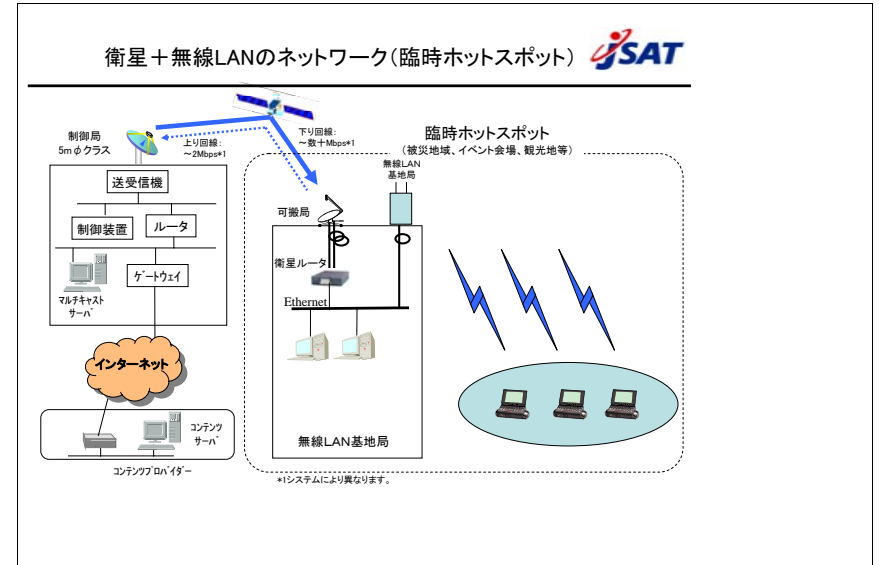 衛星＋無線LANのネットワーク（臨時ホットスポット）
JSAT
制御局
5ｍφクラス
上り回線：
～2Mbps*1
下り回線：
～数十Mbps*1
臨時ホットスポット
（被災地域、イベント会場、観光地等）
無線LAN
基地局
送受信機
可搬局
制御装置
ルータ
衛星ルータ
ｹﾞｰﾄｳｪｲ
マルチキャスト
ｻｰﾊﾞ
Ethernet
インターネット
コンテンツ
ｻｰﾊﾞ
無線LAN基地局
ｺﾝﾃﾝﾂﾌﾟﾛﾊﾞｲﾀﾞｰ
*1システムにより異なります。